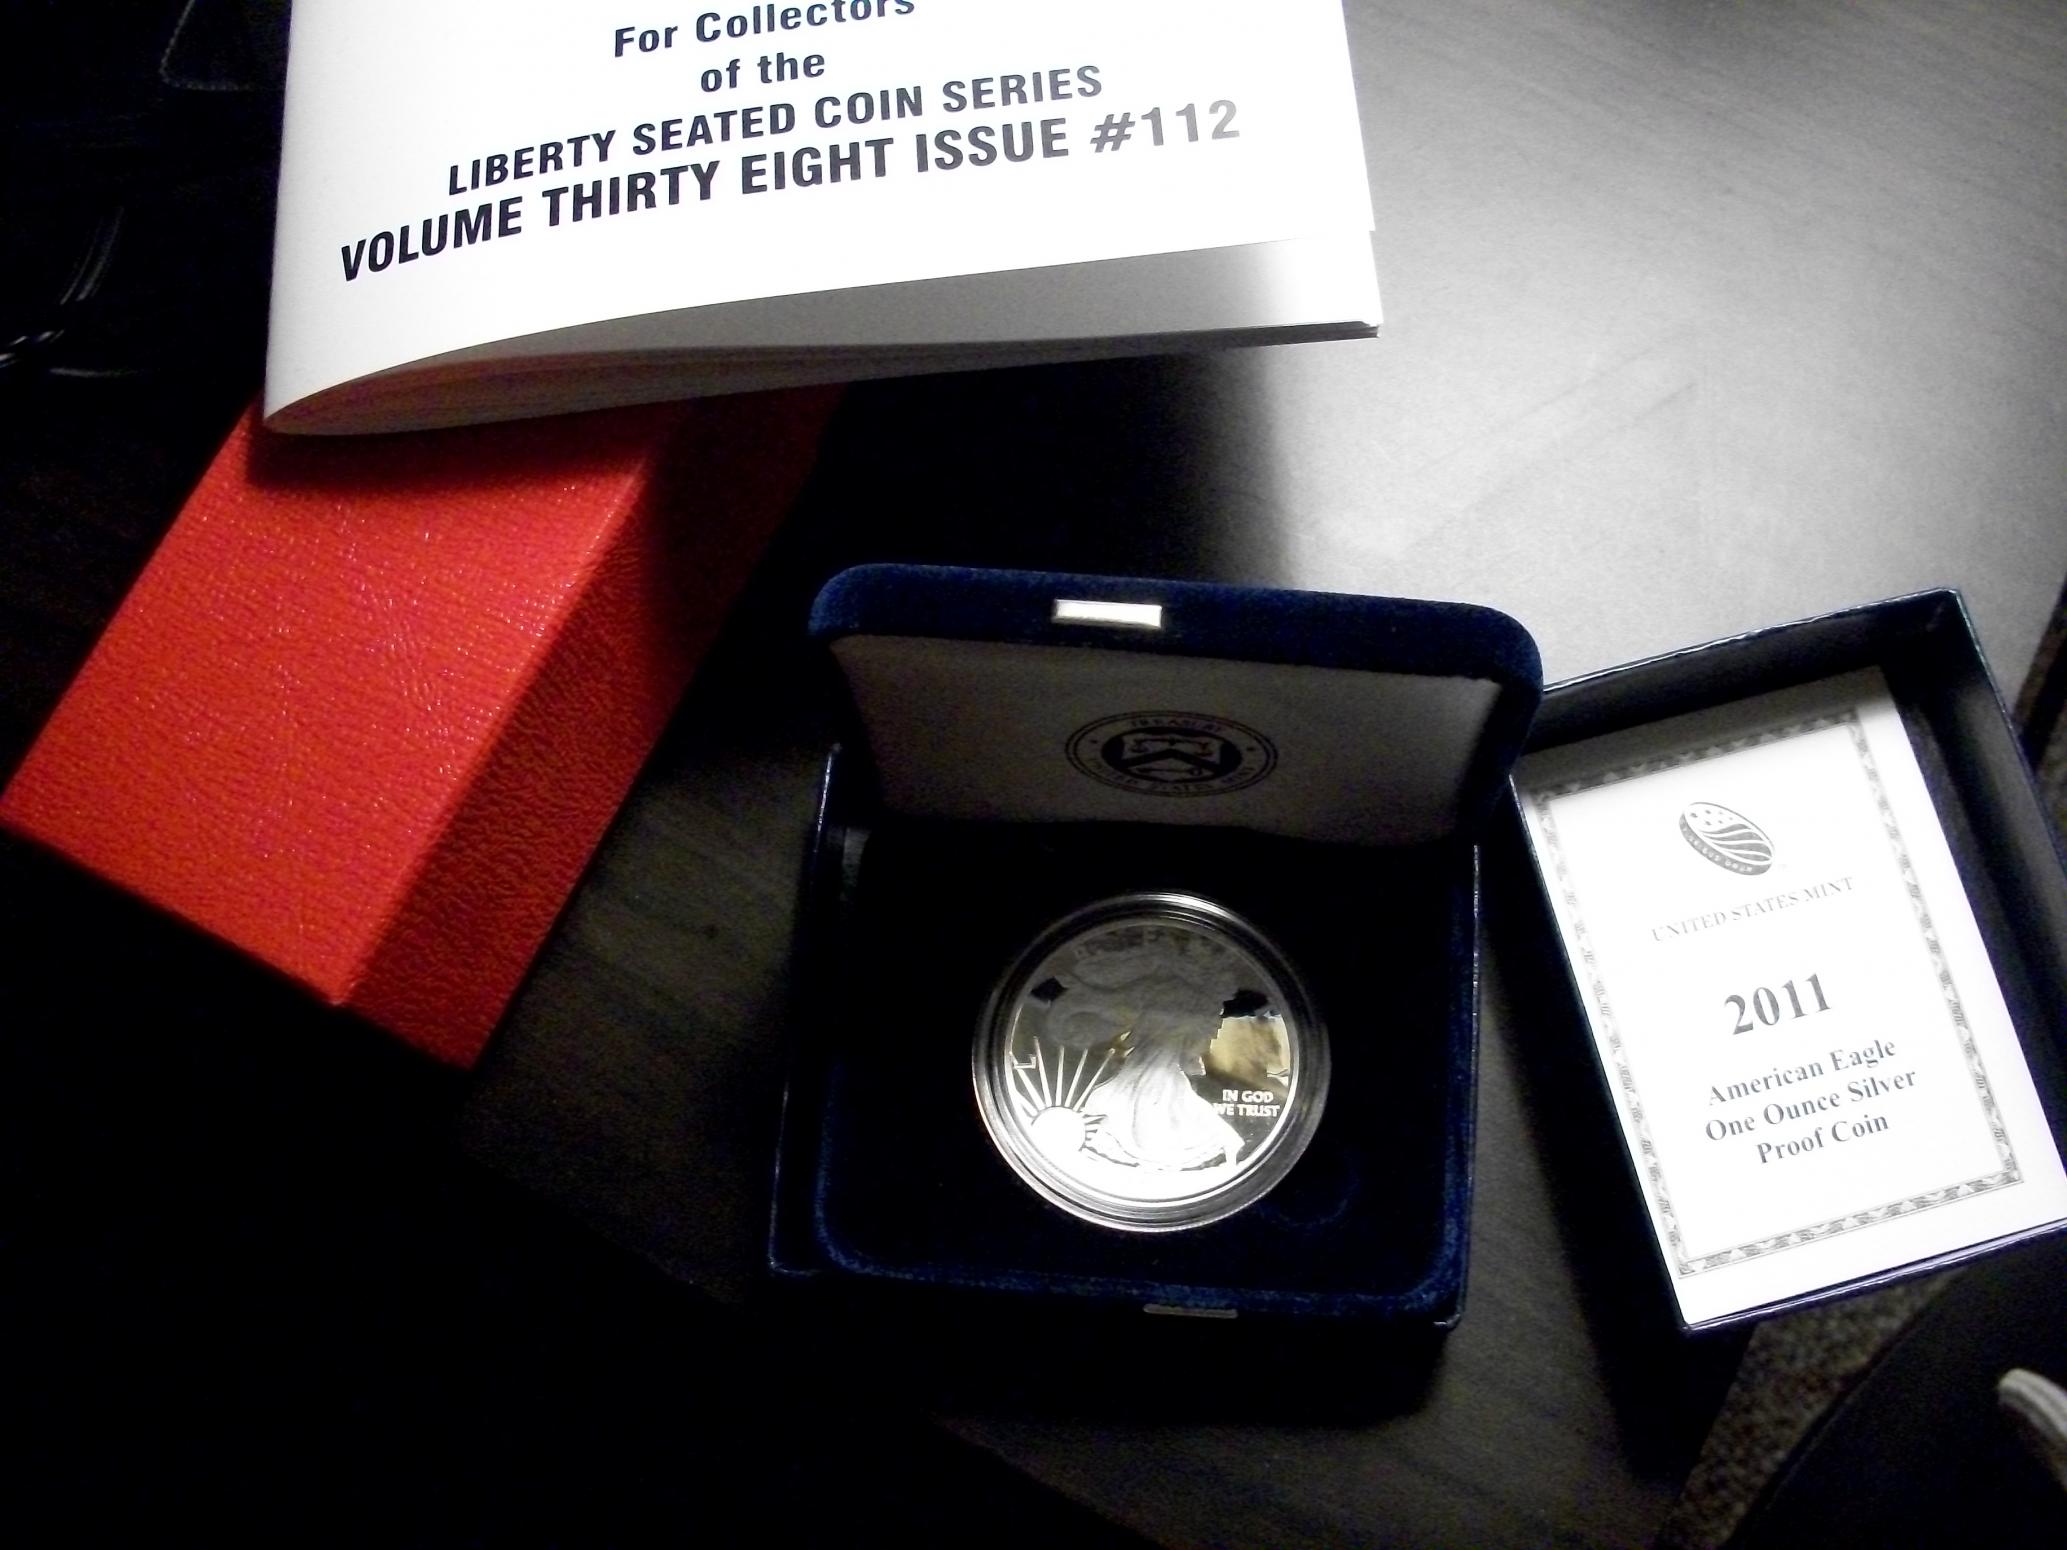 For Collectors
of the
LIBERTY SEATED COIN SERIES
VOLUME THIRTY EIGHT ISSUE #112
IN GOD
WE TRUST
UNITED STATES MINT
2011
American Eagle
One Ounce Silver
Proof Coin